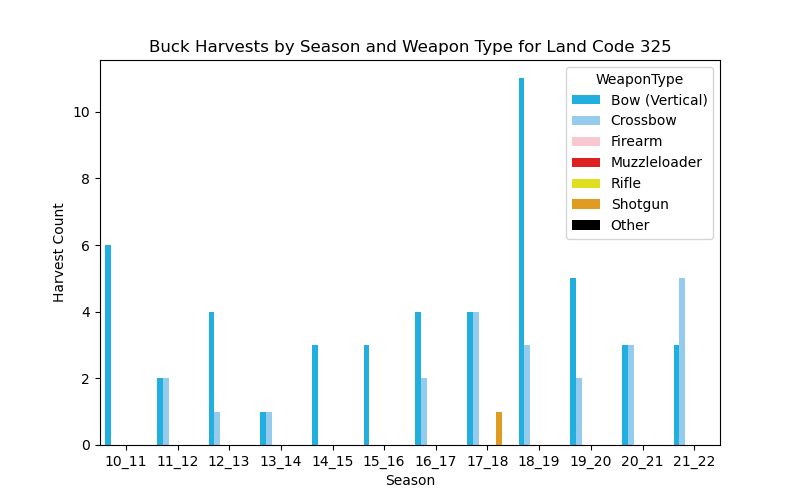 Buck Harvests by Season and Weapon Type for Land Code 325
WeaponType
Bow (Vertical)
Crossbow
Firearm
Muzzleloader
Rifle
Shotgun
Other
Harvest Count
10
8
6
4
2
0
10_11 11_12 12_13 13_14 14_15 15_16 16_17 17_18 18_19 19_20 20_21 21_22
Season